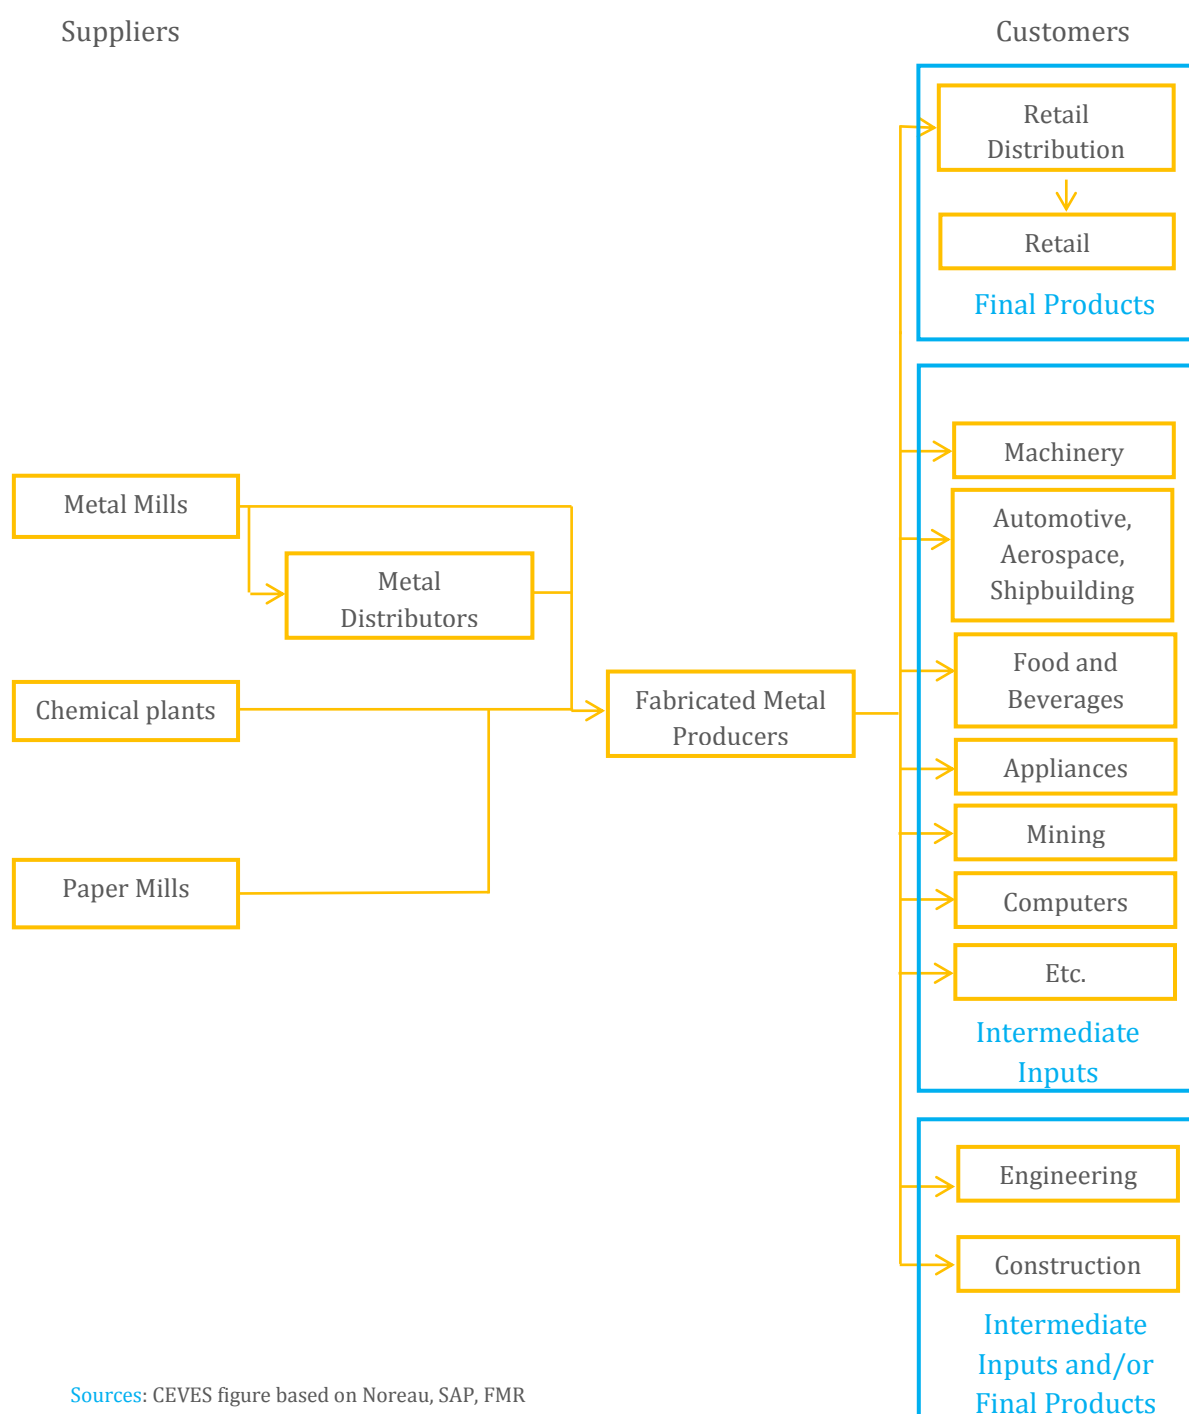 Suppliers
Customers
Retail
Distribution
Retail
Final Products
Machinery
Automotive,
Aerospace,
Shipbuilding
Food and
Beverages
Appliances
Mining
Computers
Etc.
Intermediate
Inputs
Engineering
Construction
Intermediate
Inputs and/or
Final Products
Metal Mills
Metal
Distributors
Chemical plants
Fabricated Metal
Producers
Paper Mills
Sources: CEVES figure based on Noreau, SAP, FMR